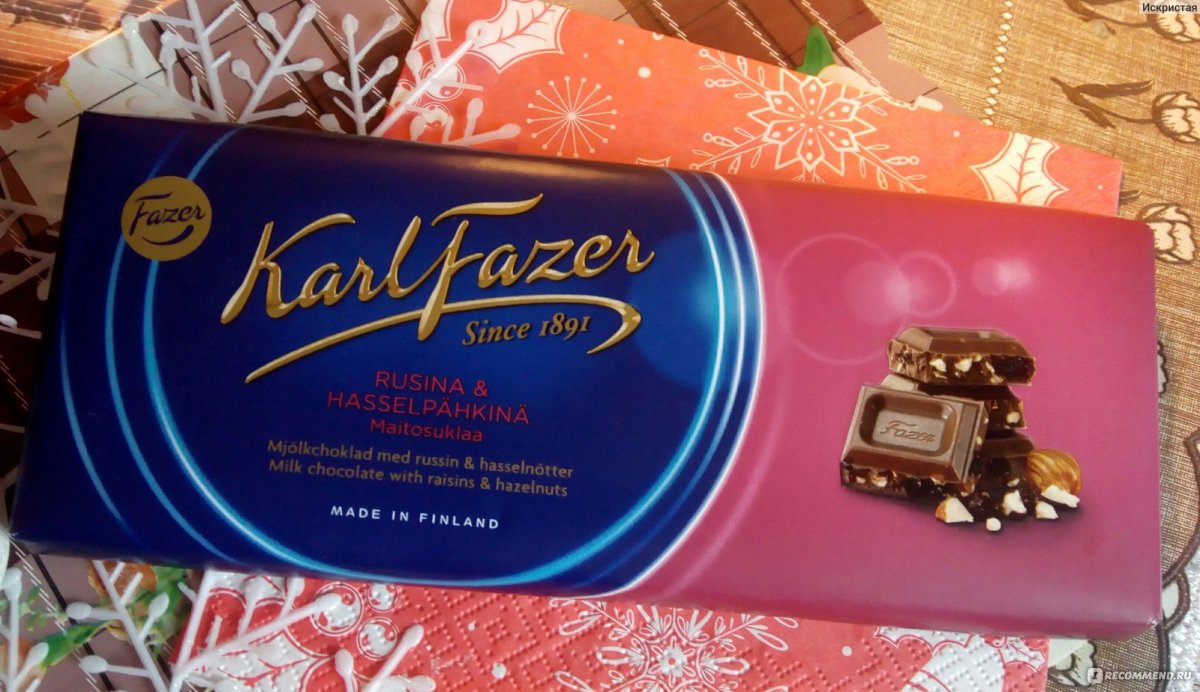 Искристая
Fazer
Karl Fazer
Since 1891
RUSINA &
HASSELPÄHKINÄ
Maitosuklaa
Mjölkchoklad med russin & hasselnötter
Milk chocolate with raisins & hazelnuts
MADE IN FINLAND
Fazer
RECOMMEND.RU